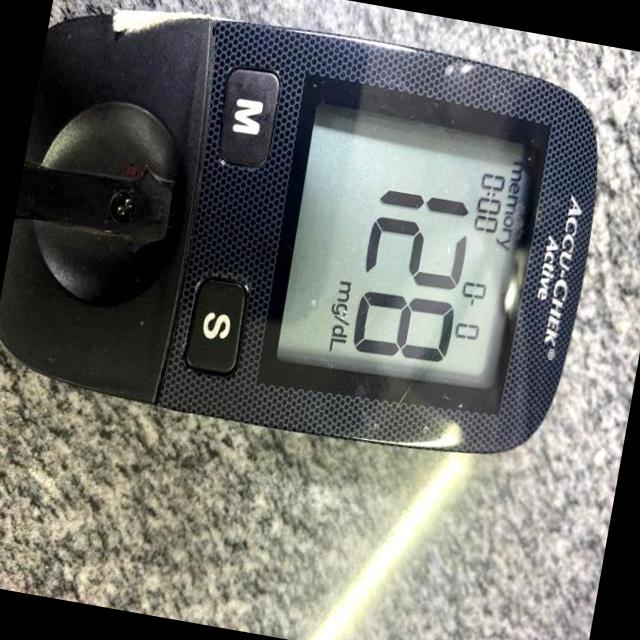 ACCU-CHEK®
Active
memory
0:00 0-0
128
mg/dL
M S